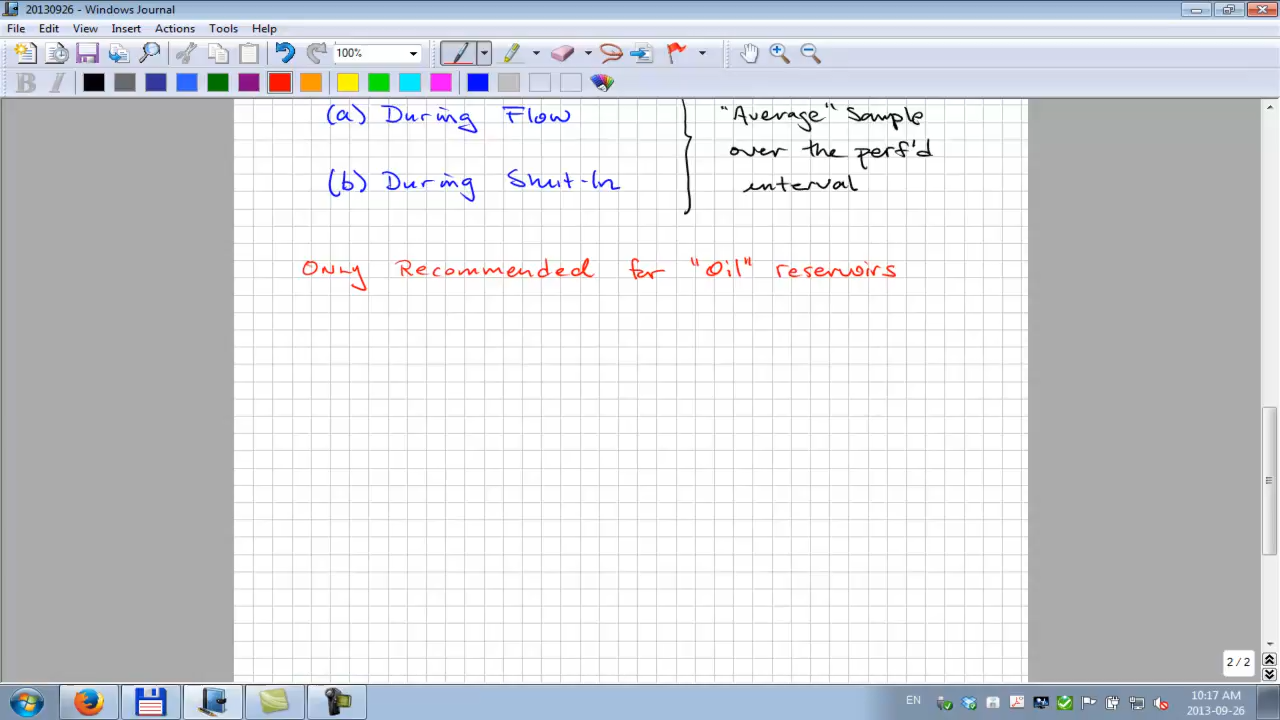 20130926 - Windows Journal
File Edit View Insert Actions Tools Help
100%
B I
(a) During Flow
(b) During Shut-In
"Average" Sample
over the perf'd
interval
Only Recommended for "Oil" reservoirs
2 / 2
EN
10:17 AM
2013-09-26